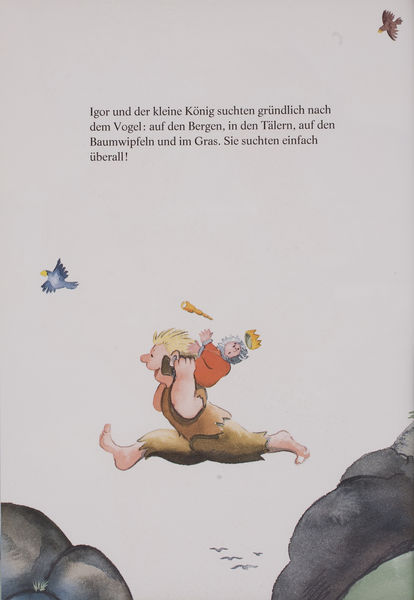 Igor und der kleine König suchten gründlich nach
dem Vogel: auf den Bergen, in den Tälern, auf den
Baumwipfeln und im Gras. Sie suchten einfach
überall!